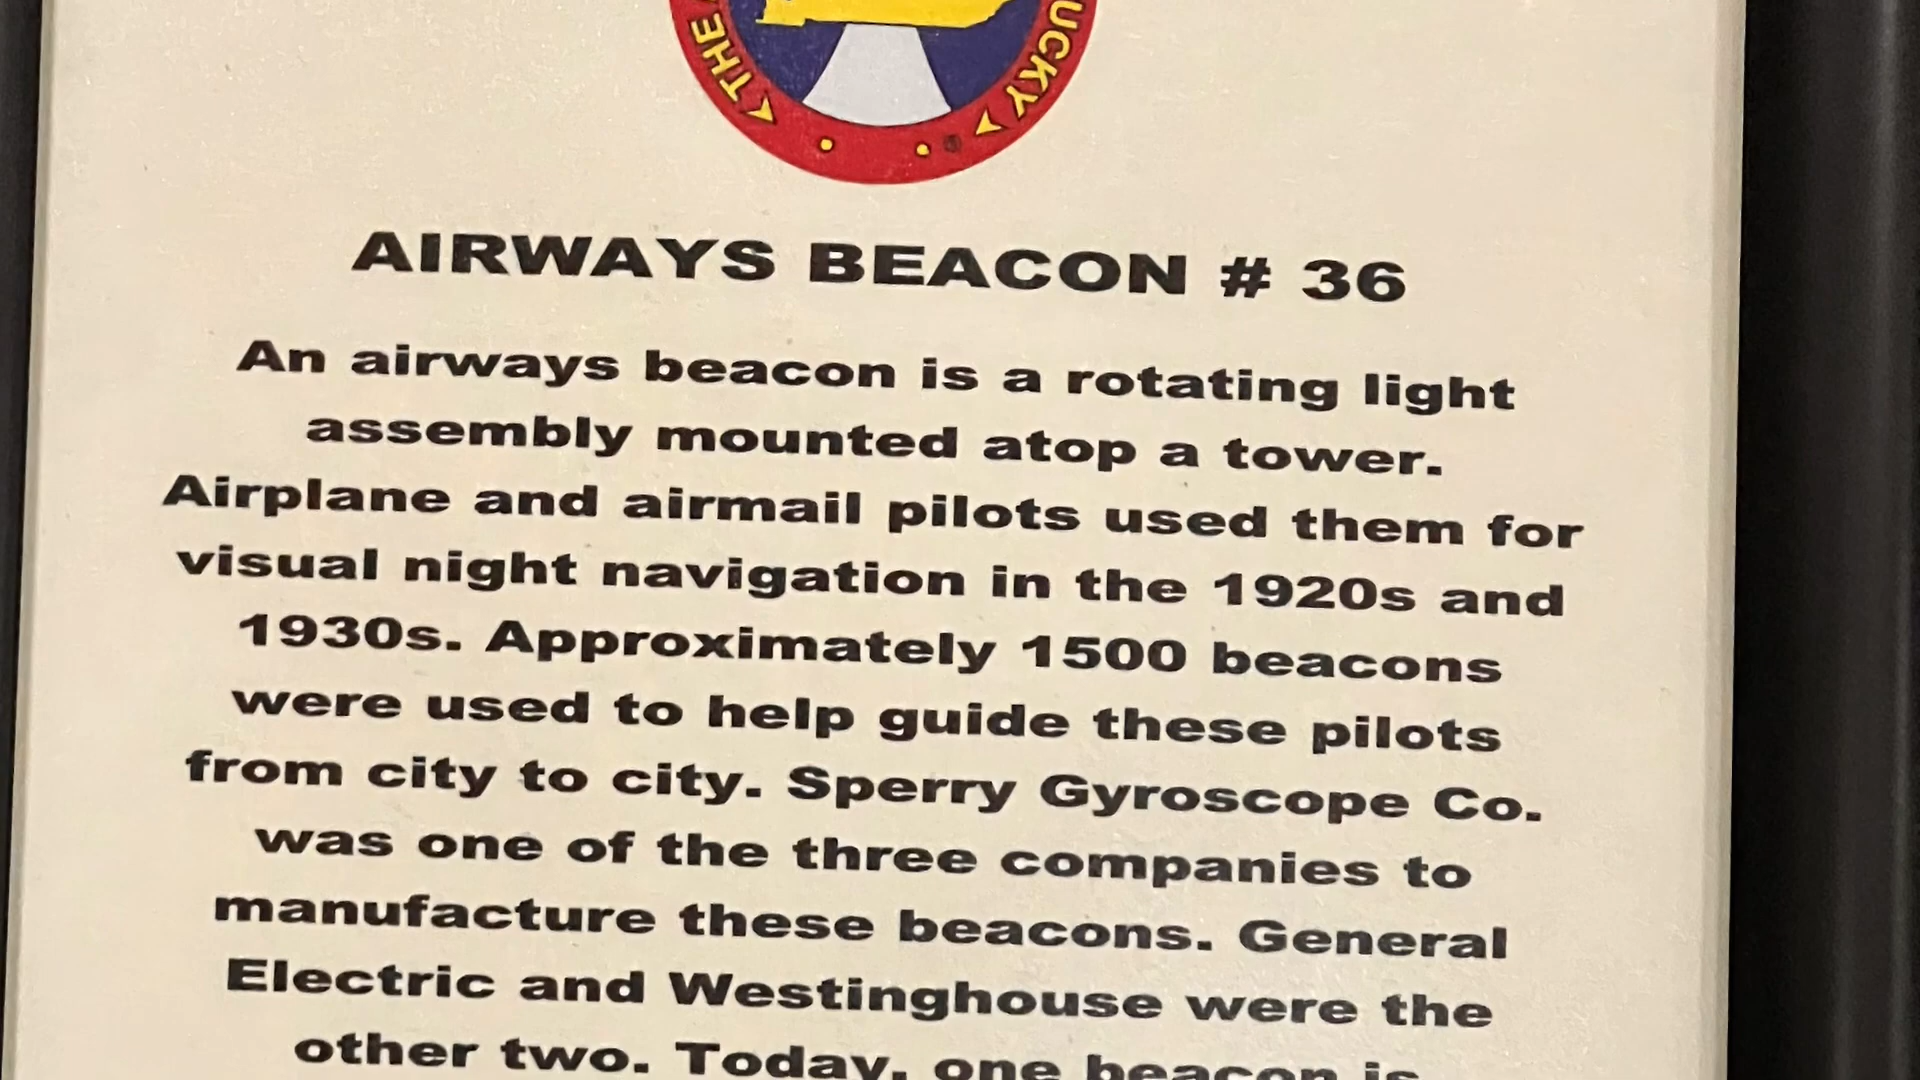 THE
UCKY
AIRWAYS BEACON # 36
An airways beacon is a rotating light
assembly mounted atop a tower.
Airplane and airmail pilots used them for
visual night navigation in the 1920s and
1930s. Approximately 1500 beacons
were used to help guide these pilots
from city to city. Sperry Gyroscope Co.
was one of the three companies to
manufacture these beacons. General
Electric and Westinghouse were the
other two. Today, one beacon is